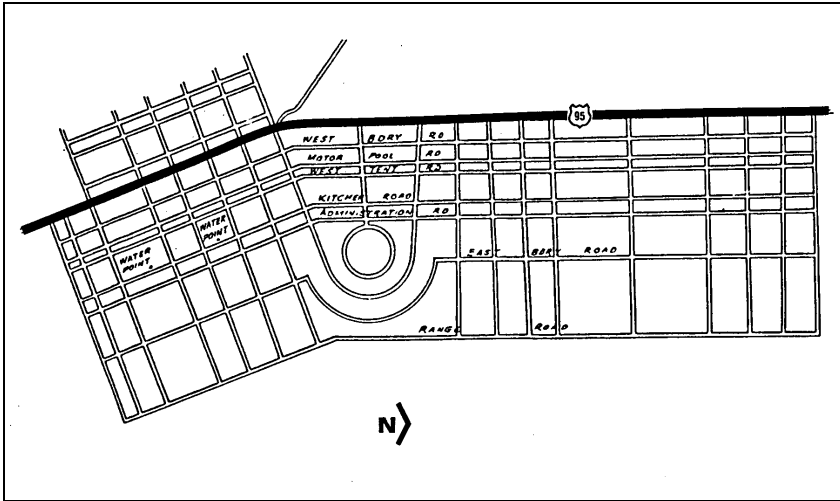 95
WEST BDRY RD
MOTOR POOL RD
WEST TENT RD
KITCHEN ROAD
ADMINISTRATION RD
WATER
POINT
WATER
POINT
EAST BDRY ROAD
RANGE ROAD
N